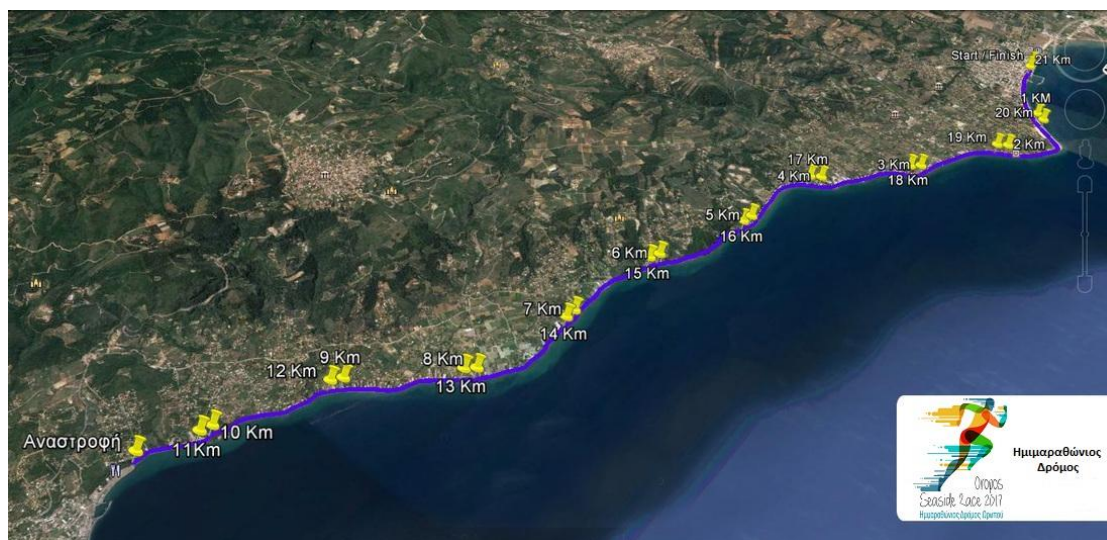 Start / Finish
21 Km
1 KM
20 Km
19 Km
2 Km
17 Km
3 Km
4 Km
18 Km
5 Km
16 Km
6 Km
15 Km
7 Km
14 Km
9 Km
8 Km
12 Km
13 Km
10 Km
Αναστροφή
11Km
Ημιμαραθώνιος
Δρόμος
Oropos
Seaside Race 2017
Ημιμαραθώνιος Δρόμος Ωρωπού